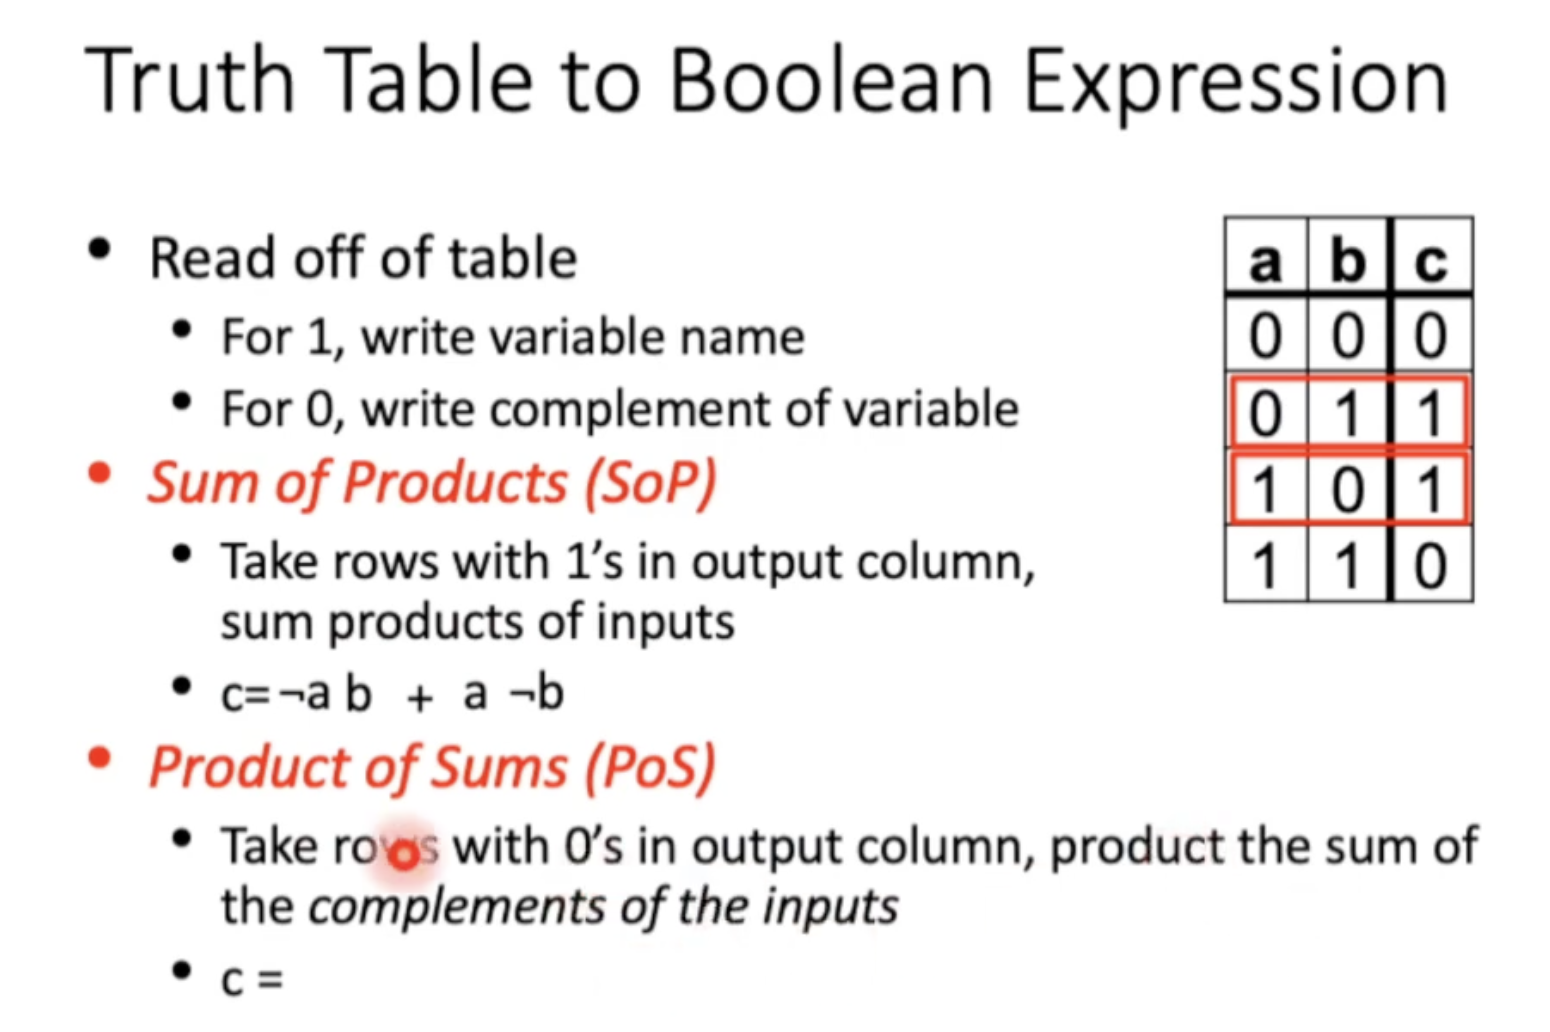 Truth Table to Boolean Expression
• Read off of table
• For 1, write variable name
• For 0, write complement of variable
• Sum of Products (SoP)
• Take rows with 1’s in output column,
sum products of inputs
• c=¬a b + a ¬b
• Product of Sums (PoS)
• Take rows with 0’s in output column, product the sum of
the complements of the inputs
• c =
a b c
0 0 0
0 1 1
1 0 1
1 1 0